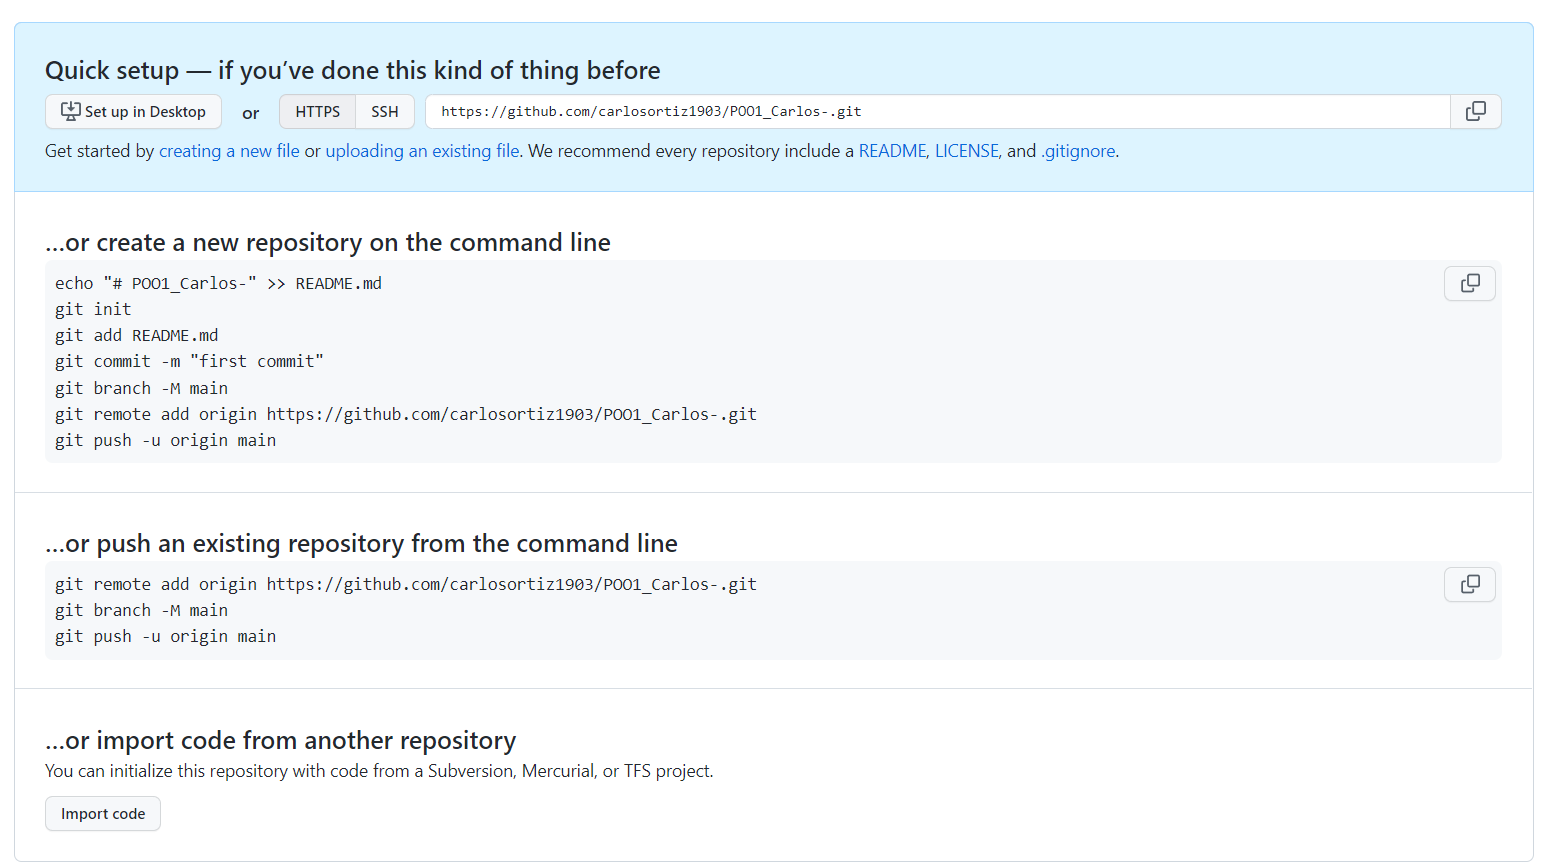 Quick setup — if you’ve done this kind of thing before
Set up in Desktop or HTTPS SSH https://github.com/carlosortiz1903/POO1_Carlos-.git
Get started by creating a new file or uploading an existing file. We recommend every repository include a README, LICENSE, and .gitignore.
…or create a new repository on the command line
echo "# POO1_Carlos-" >> README.md
git init
git add README.md
git commit -m "first commit"
git branch -M main
git remote add origin https://github.com/carlosortiz1903/POO1_Carlos-.git
git push -u origin main
…or push an existing repository from the command line
git remote add origin https://github.com/carlosortiz1903/POO1_Carlos-.git
git branch -M main
git push -u origin main
…or import code from another repository
You can initialize this repository with code from a Subversion, Mercurial, or TFS project.
Import code